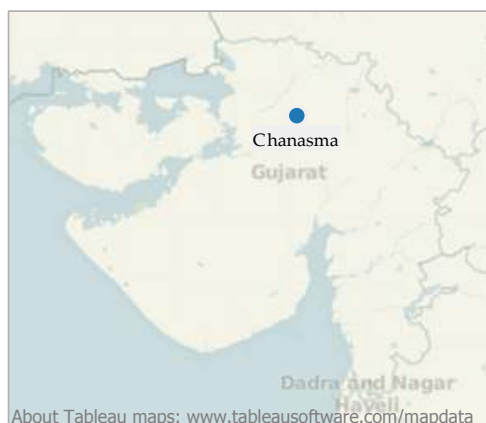 Chanasma
Gujarat
Dadra and Nagar
Haveli
About Tableau maps: www.tableausoftware.com/mapdata